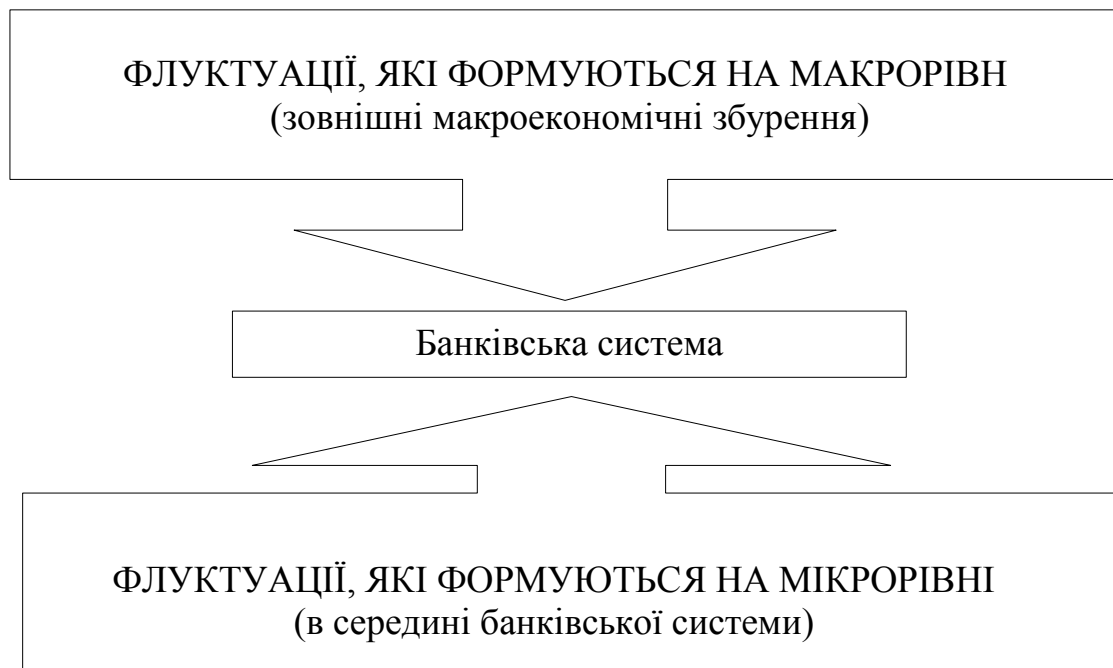 ФЛУКТУАЦІЇ, ЯКІ ФОРМУЮТЬСЯ НА МАКРОРІВН
(зовнішні макроекономічні збурення)
Банківська система
ФЛУКТУАЦІЇ, ЯКІ ФОРМУЮТЬСЯ НА МІКРОРІВНІ
(в середині банківської системи)